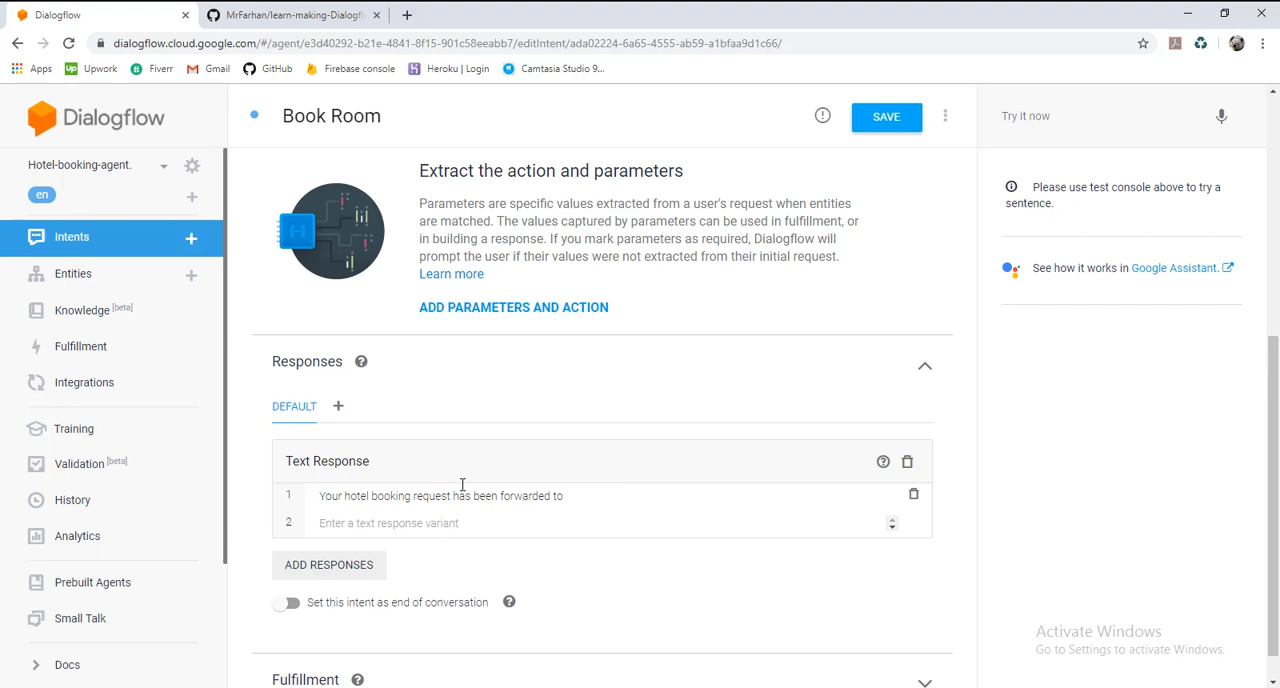 Dialogflow
MrFarhan/learn-making-Dialogfl
dialogflow.cloud.google.com/#/agent/e3d40292-b21e-4841-8f15-901c58eeabb7/editIntent/ada02224-6a65-4555-ab59-a1bfaa9d1c66/
Apps
Up Upwork
Fiverr
Gmail
GitHub
Firebase console
Heroku | Login
Camtasia Studio 9...
Dialogflow
Book Room
SAVE
Try it now
Hotel-booking-agent.
en
Intents
Entities
Knowledge [beta]
Fulfillment
Integrations
Training
Validation [beta]
History
Analytics
Prebuilt Agents
Small Talk
Docs
Extract the action and parameters
Parameters are specific values extracted from a user's request when entities
are matched. The values captured by parameters can be used in fulfillment, or
in building a response. If you mark parameters as required, Dialogflow will
prompt the user if their values were not extracted from their initial request.
Learn more
ADD PARAMETERS AND ACTION
Responses
DEFAULT
Text Response
1 Your hotel booking request has been forwarded to
2 Enter a text response variant
ADD RESPONSES
Set this intent as end of conversation
Fulfillment
Please use test console above to try a
sentence.
See how it works in Google Assistant.
Activate Windows
Go to Settings to activate Windows.